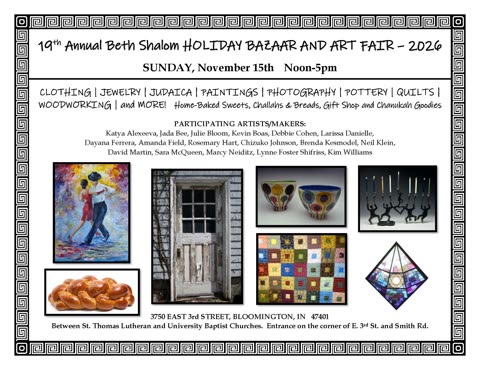 19th Annual Beth Shalom HOLIDAY BAZAAR AND ART FAIR – 2026
SUNDAY, November 15th Noon-5pm
CLOTHING | JEWELRY | JUDAICA | PAINTINGS | PHOTOGRAPHY | POTTERY | QUILTS |
WOODWORKING | and MORE! Home-Baked Sweets, Challahs & Breads, Gift Shop and Chanukah Goodies
PARTICIPATING ARTISTS/MAKERS:
Katya Alexeeva, Jada Bee, Julie Bloom, Kevin Boas, Debbie Cohen, Larissa Danielle,
Dayana Ferrera, Amanda Field, Rosemary Hart, Chizuko Johnson, Brenda Kesmodel, Neil Klein,
David Martin, Sara McQueen, Marcy Neiditz, Lynne Foster Shifriss, Kim Williams
3750 EAST 3rd STREET, BLOOMINGTON, IN 47401
Between St. Thomas Lutheran and University Baptist Churches. Entrance on the corner of E. 3rd St. and Smith Rd.